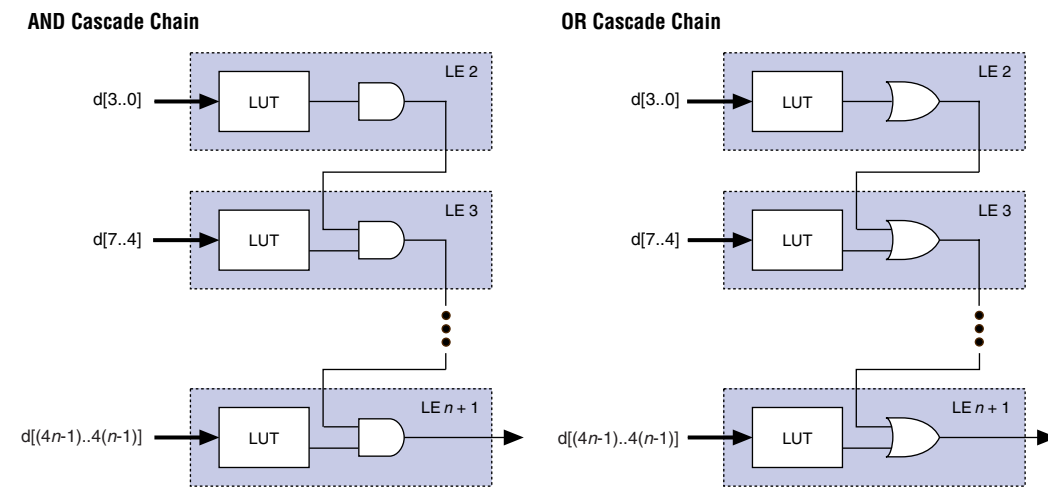 AND Cascade Chain
LE 2
d[3..0]
LUT
LE 3
d[7..4]
LUT
LE n + 1
d[(4n-1)..4(n-1)]
LUT
OR Cascade Chain
LE 2
d[3..0]
LUT
LE 3
d[7..4]
LUT
LE n + 1
d[(4n-1)..4(n-1)]
LUT